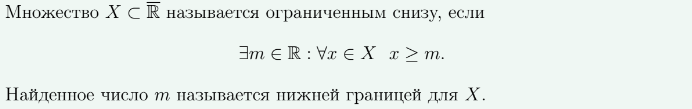 Множество $X \subset \overline{\mathbb{R}}$ называется ограниченным снизу, если
$\exists m \in \mathbb{R} : \forall x \in X \ \ x \geq m.$
Найденное число $m$ называется нижней границей для $X$.